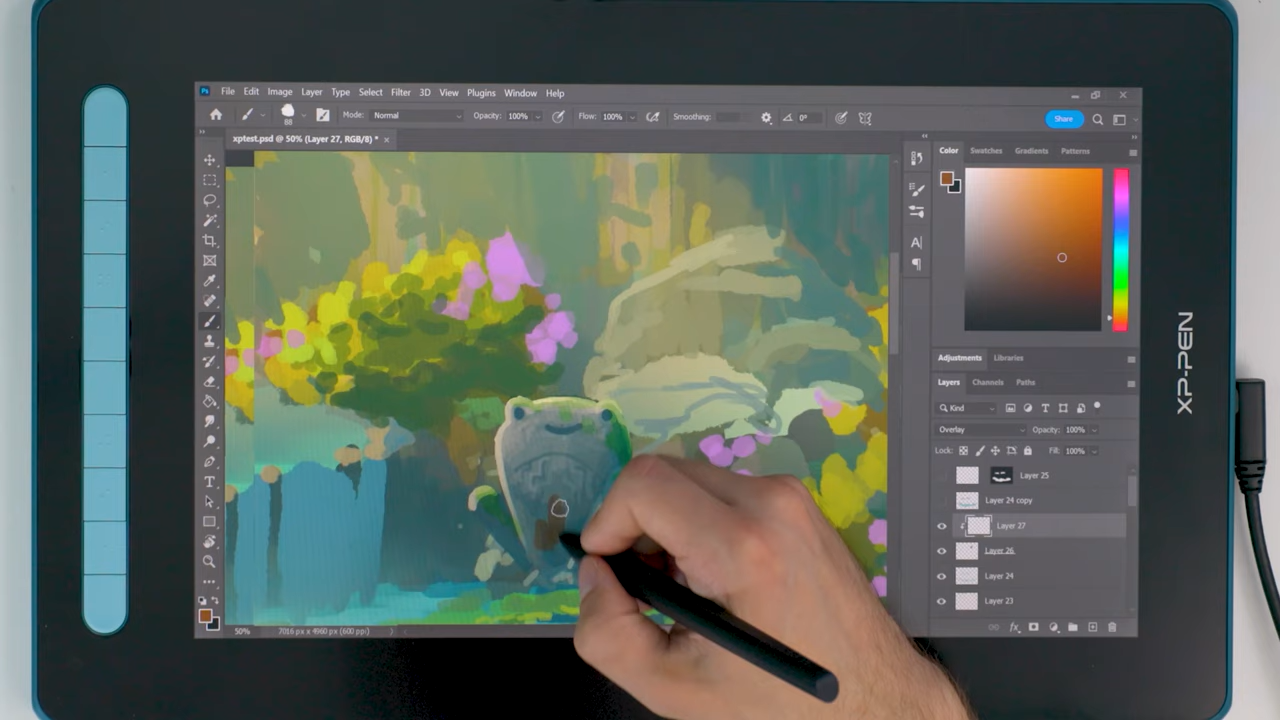 Ps File Edit Image Layer Type Select Filter 3D View Plugins Window Help
88 Mode: Normal Opacity: 100% Flow: 100% Smoothing: 0° Share
xptest.psd @ 50% (Layer 27, RGB/8) * ×
Color Swatches Gradients Patterns
Adjustments Libraries
Layers Channels Paths
Kind
Overlay Opacity: 100%
Lock: Fill: 100%
Layer 25
Layer 24 copy
Layer 27
Layer 26
Layer 24
Layer 23
fx
50% 7016 px x 4960 px (600 ppi)
XP-PEN